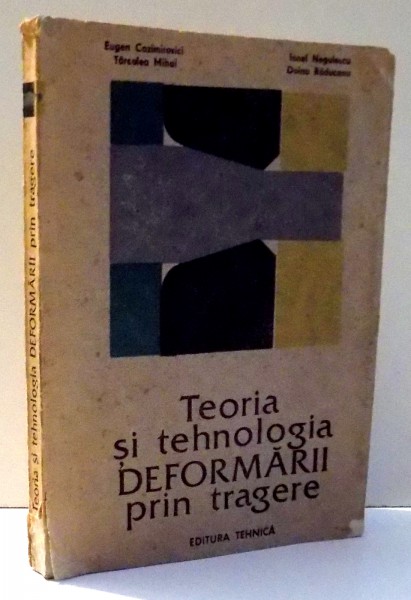 Eugen Cazimirovici
Târcolea Mihai
Ionel Negulescu
Doina Răducanu
Teoria
și tehnologia
DEFORMĂRII
prin tragere
EDITURA TEHNICĂ
Teoria și tehnologia DEFORMĂRII prin tragere